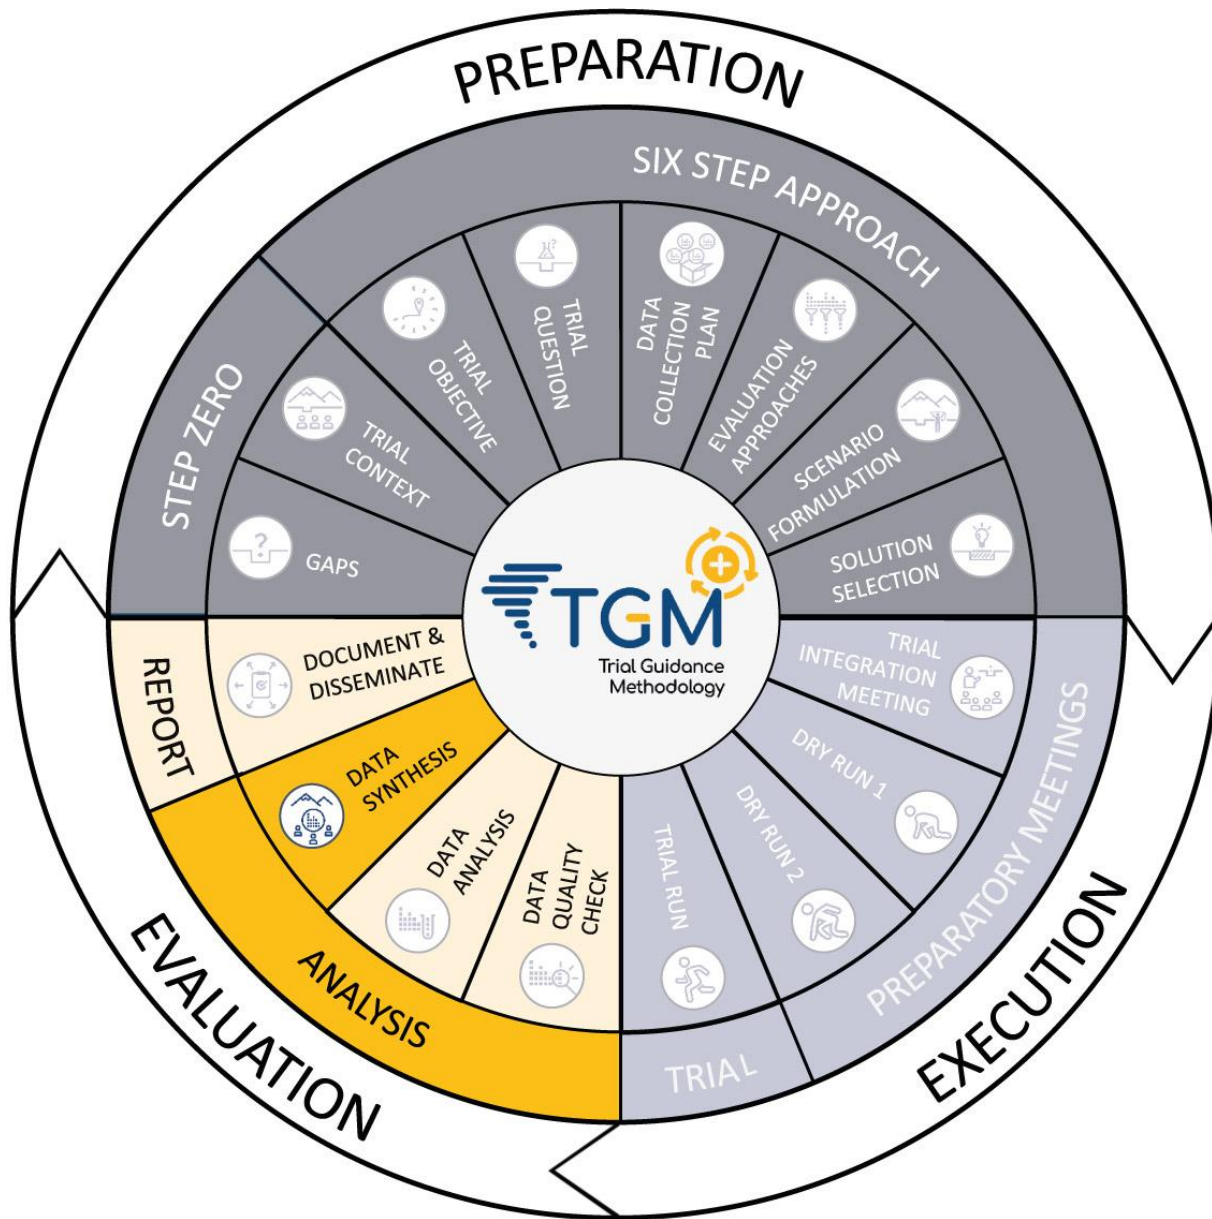 PREPARATION
SIX STEP APPROACH
STEP ZERO
GAPS
TRIAL
CONTEXT
TRIAL
OBJECTIVE
TRIAL
QUESTION
DATA
COLLECTION
PLAN
EVALUATION
APPROACHES
SCENARIO
FORMULATION
SOLUTION
SELECTION
EXECUTION
PREPARATORY MEETINGS
TRIAL
INTEGRATION
MEETING
DRY RUN 1
DRY RUN 2
TRIAL
TRIAL RUN
EVALUATION
ANALYSIS
DATA
QUALITY
CHECK
DATA
ANALYSIS
DATA
SYNTHESIS
REPORT
DOCUMENT &
DISSEMINATE
TGM
Trial Guidance
Methodology